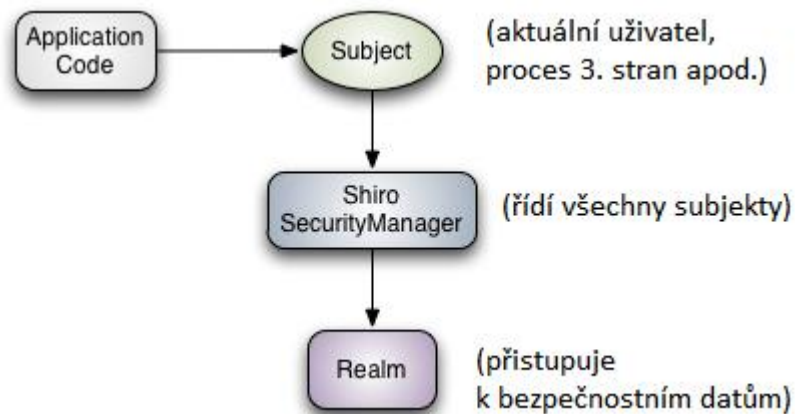 Application
Code
Subject
(aktuální uživatel,
proces 3. stran apod.)
Shiro
SecurityManager
(řídí všechny subjekty)
Realm
(přistupuje
k bezpečnostním datům)